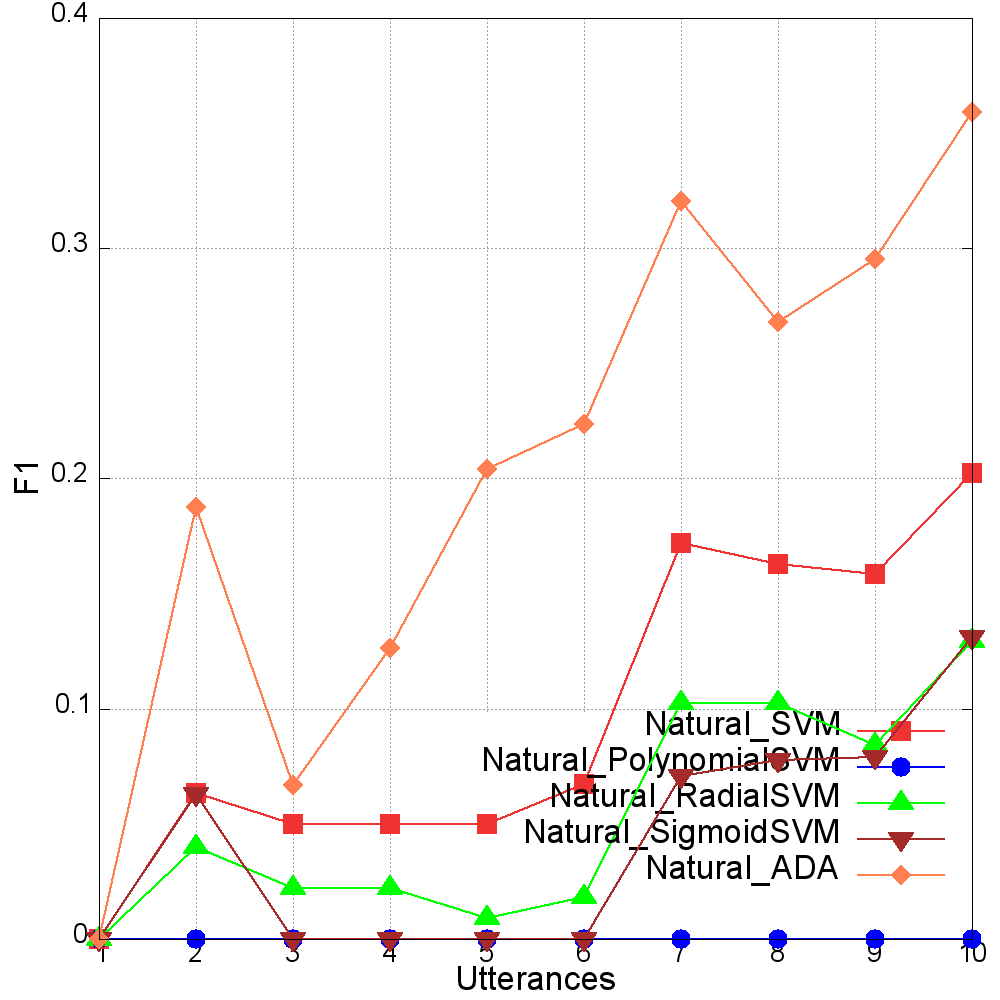 0.4
0.3
0.2
0.1
0
F1
Natural_SVM
Natural_PolynomialSVM
Natural_RadialSVM
Natural_SigmoidSVM
Natural_ADA
1 2 3 4 5 6 7 8 9 10
Utterances